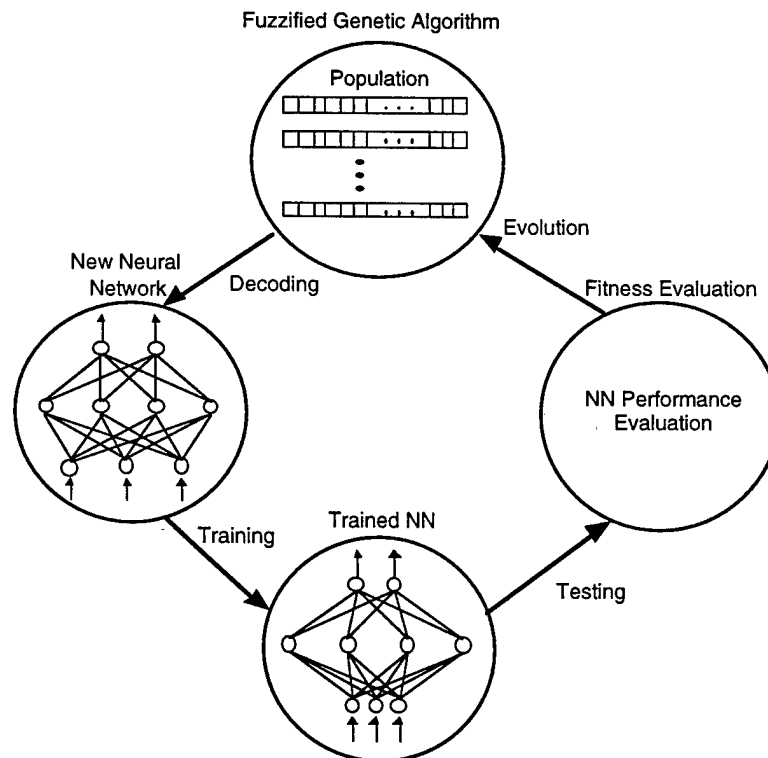 Fuzzified Genetic Algorithm
Population
Evolution
New Neural
Network
Decoding
Fitness Evaluation
NN Performance
Evaluation
Training
Trained NN
Testing